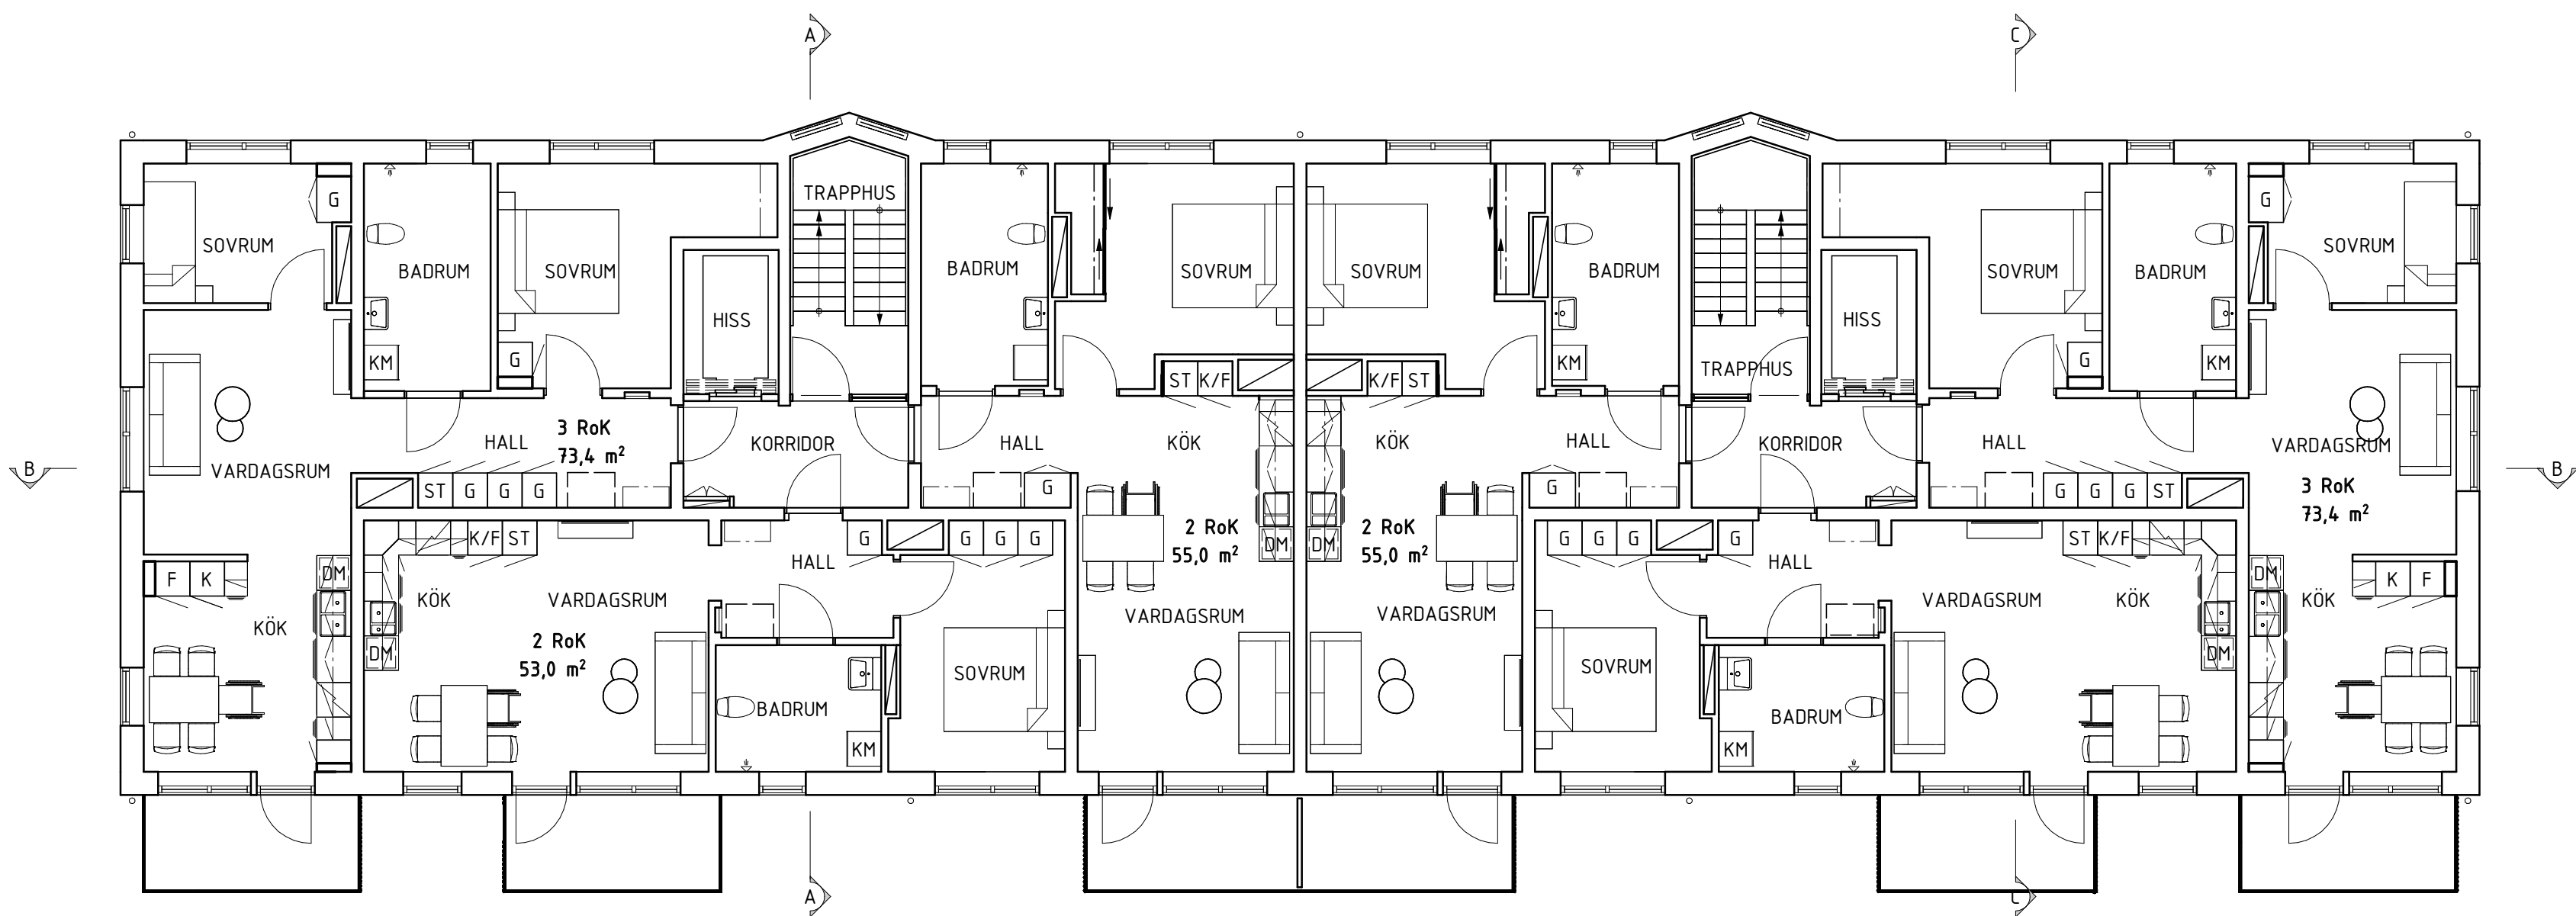 A
C
TRAPPHUS
G
G
SOVRUM
SOVRUM
BADRUM
SOVRUM
BADRUM
SOVRUM
SOVRUM
BADRUM
SOVRUM
BADRUM
HISS
HISS
KM
G
ST
K/F
K/F
ST
KM
TRAPPHUS
G
KM
3 RoK
73,4 m²
HALL
KORRIDOR
HALL
KÖK
KÖK
HALL
KORRIDOR
HALL
VARDAGSRUM
B
VARDAGSRUM
B
ST
G
G
G
G
G
G
G
G
ST
3 RoK
73,4 m²
2 RoK
55,0 m²
2 RoK
55,0 m²
K/F
ST
G
G
G
G
G
G
G
G
ST
K/F
DM
DM
HALL
HALL
F
K
DM
DM
K
F
KÖK
VARDAGSRUM
VARDAGSRUM
KÖK
KÖK
KÖK
VARDAGSRUM
VARDAGSRUM
2 RoK
53,0 m²
DM
DM
SOVRUM
SOVRUM
BADRUM
BADRUM
KM
KM
A
C